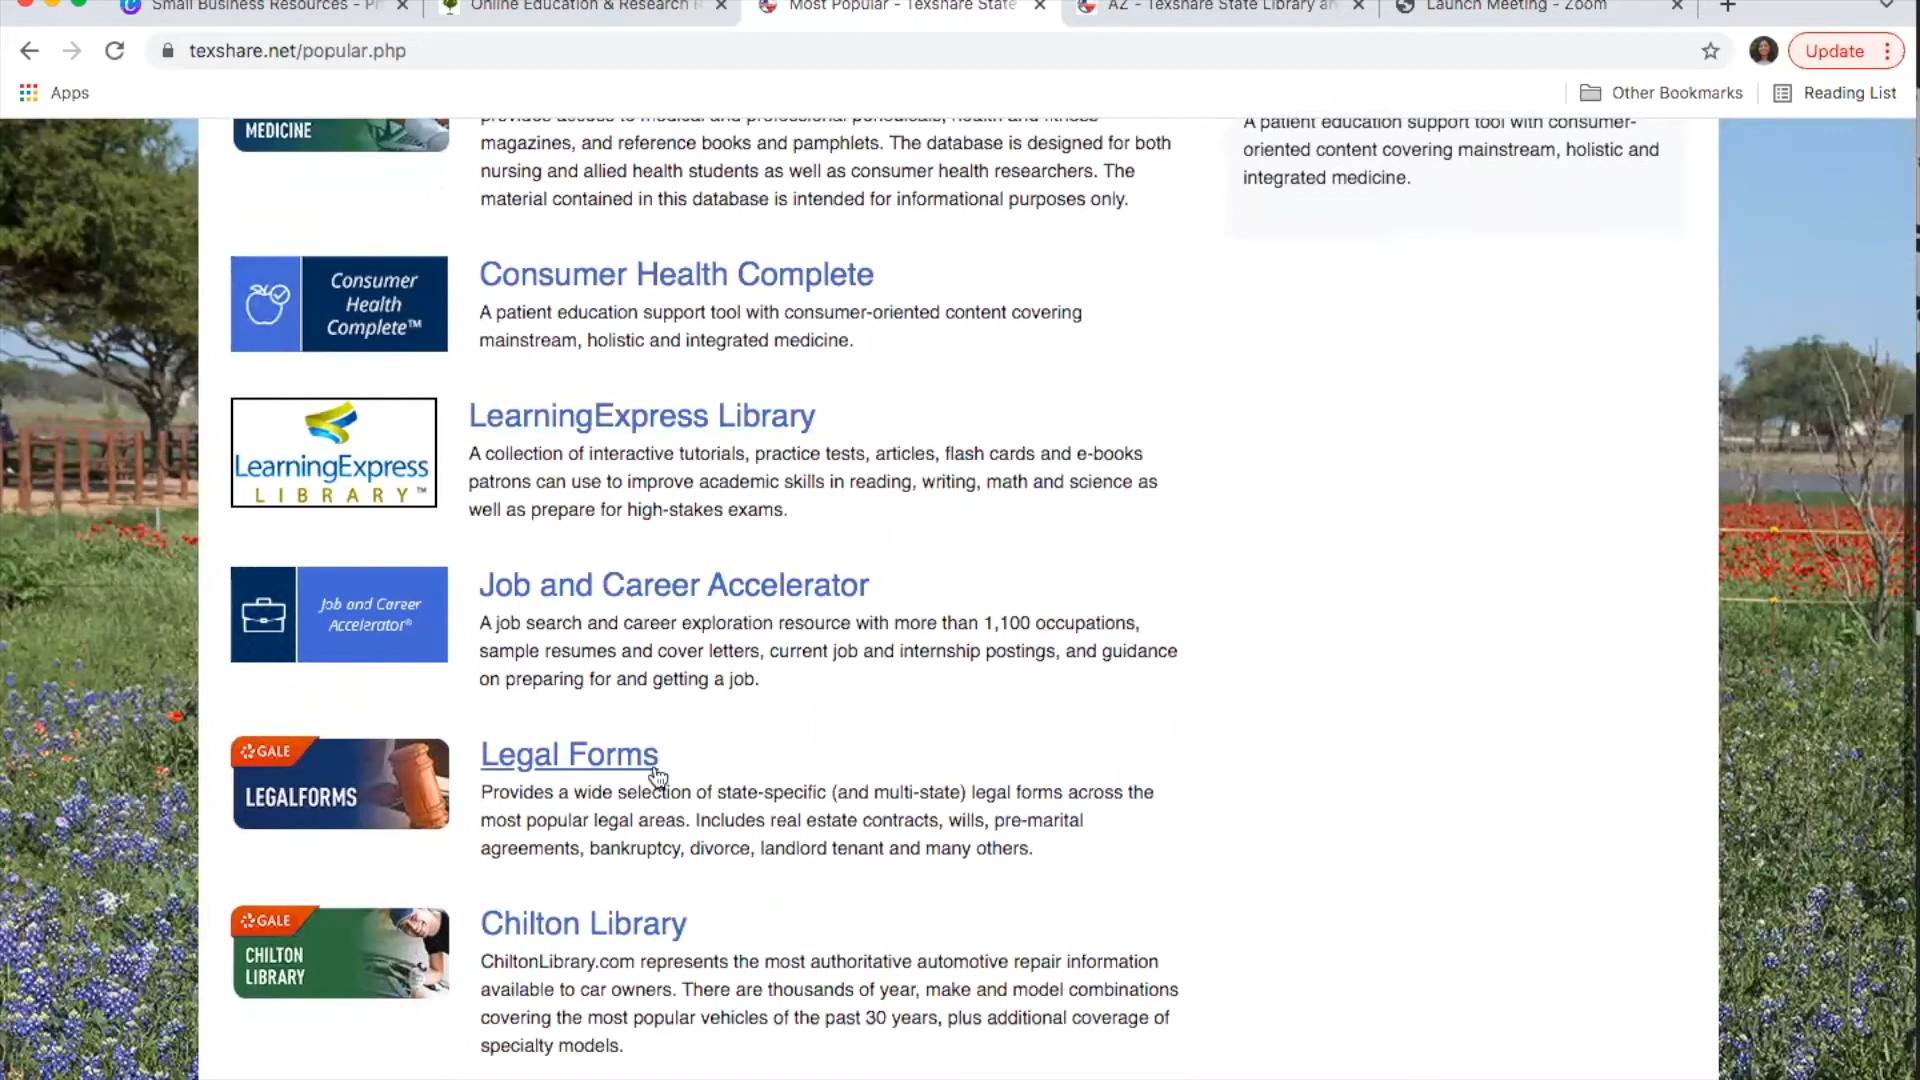 Small Business Resources - Pr
Online Education & Research R
Most Popular - Texshare State
AZ - Texshare State Library an
Launch Meeting - Zoom
texshare.net/popular.php
Update
Apps
Other Bookmarks
Reading List
MEDICINE
provides access to medical and professional periodicals, health and fitness
magazines, and reference books and pamphlets. The database is designed for both
nursing and allied health students as well as consumer health researchers. The
material contained in this database is intended for informational purposes only.
A patient education support tool with consumer-
oriented content covering mainstream, holistic and
integrated medicine.
Consumer
Health
Complete™
Consumer Health Complete
A patient education support tool with consumer-oriented content covering
mainstream, holistic and integrated medicine.
LearningExpress
LIBRARY™
LearningExpress Library
A collection of interactive tutorials, practice tests, articles, flash cards and e-books
patrons can use to improve academic skills in reading, writing, math and science as
well as prepare for high-stakes exams.
Job and Career
Accelerator®
Job and Career Accelerator
A job search and career exploration resource with more than 1,100 occupations,
sample resumes and cover letters, current job and internship postings, and guidance
on preparing for and getting a job.
GALE
LEGALFORMS
Legal Forms
Provides a wide selection of state-specific (and multi-state) legal forms across the
most popular legal areas. Includes real estate contracts, wills, pre-marital
agreements, bankruptcy, divorce, landlord tenant and many others.
GALE
CHILTON
LIBRARY
Chilton Library
ChiltonLibrary.com represents the most authoritative automotive repair information
available to car owners. There are thousands of year, make and model combinations
covering the most popular vehicles of the past 30 years, plus additional coverage of
specialty models.